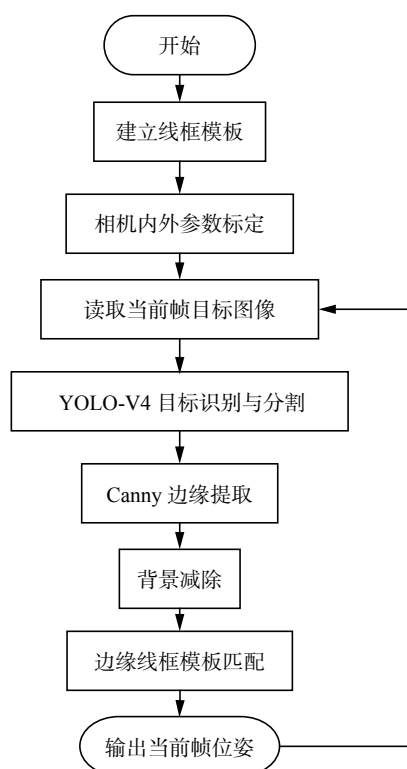 开始
建立线框模板
相机内外参数标定
读取当前帧目标图像
YOLO-V4 目标识别与分割
Canny 边缘提取
背景减除
边缘线框模板匹配
输出当前帧位姿